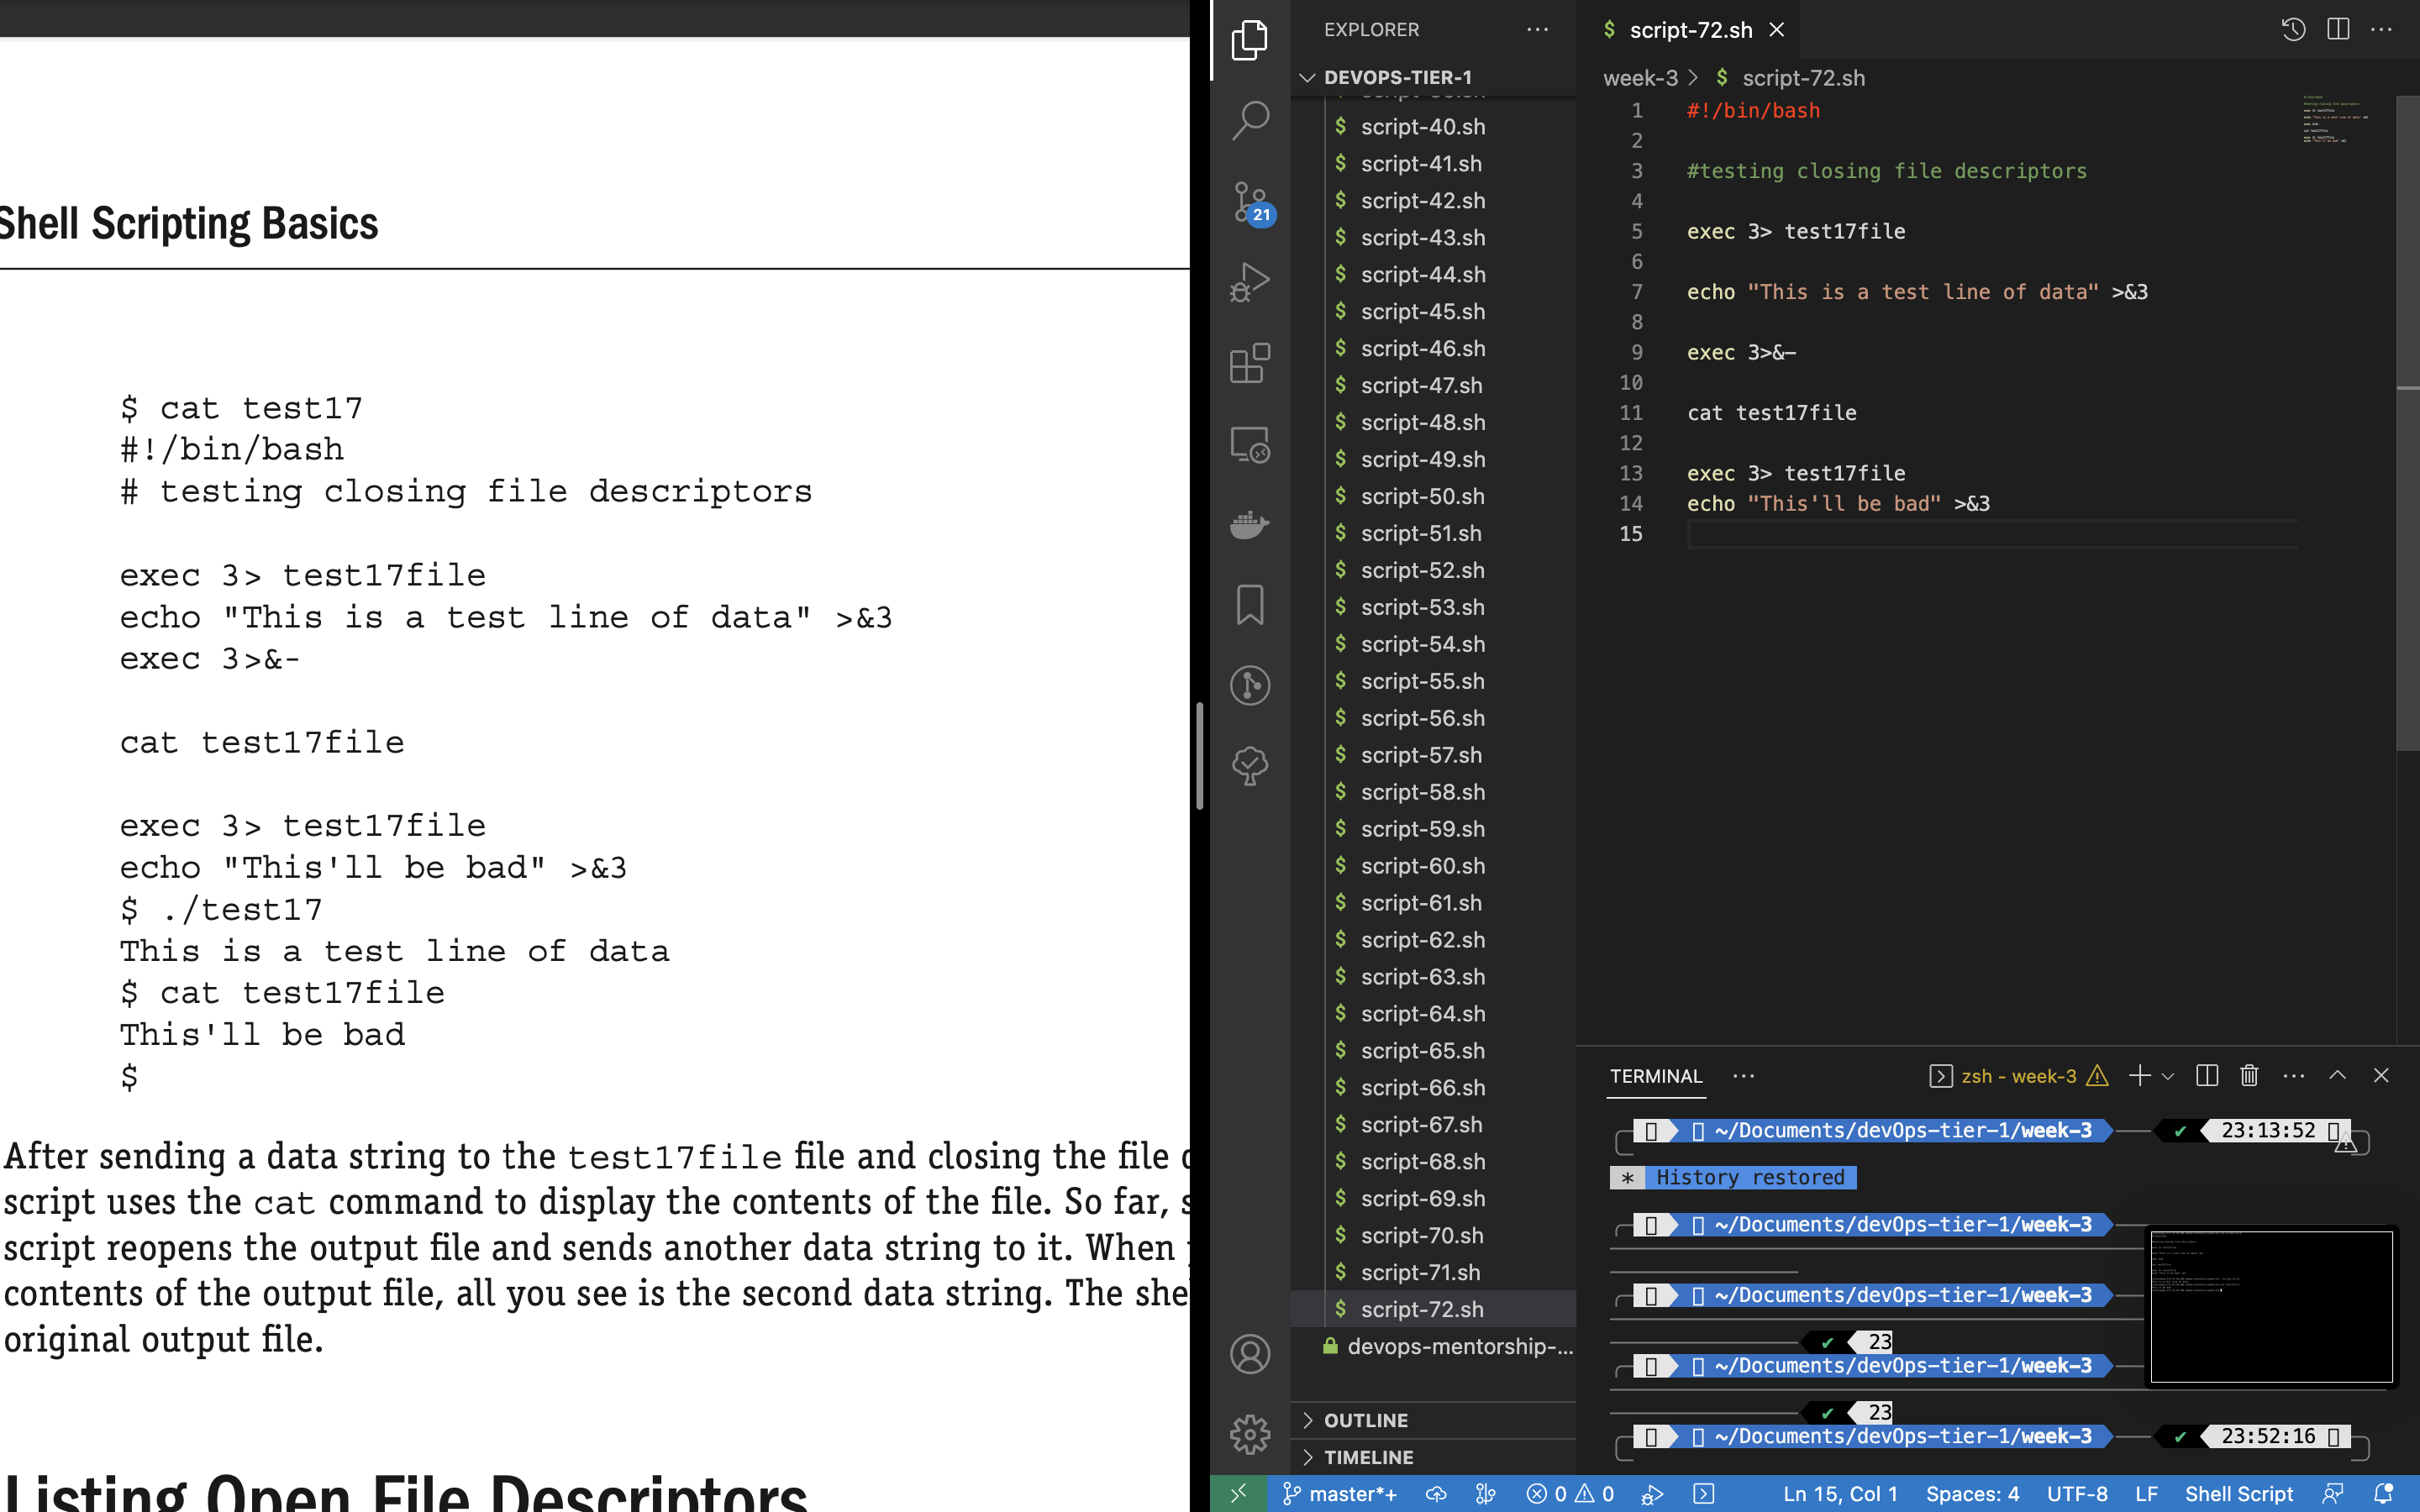 Shell Scripting Basics
$ cat test17
#!/bin/bash
# testing closing file descriptors
exec 3> test17file
echo "This is a test line of data" >&3
exec 3>&-
cat test17file
exec 3> test17file
echo "This'll be bad" >&3
$ ./test17
This is a test line of data
$ cat test17file
This'll be bad
$
After sending a data string to the test17file file and closing the file
script uses the cat command to display the contents of the file. So far,
script reopens the output file and sends another data string to it. When
contents of the output file, all you see is the second data string. The
original output file.
Listing Open File Descriptors
21
EXPLORER
DEVOPS-TIER-1
$ script-40.sh
$ script-41.sh
$ script-42.sh
$ script-43.sh
$ script-44.sh
$ script-45.sh
$ script-46.sh
$ script-47.sh
$ script-48.sh
$ script-49.sh
$ script-50.sh
$ script-51.sh
$ script-52.sh
$ script-53.sh
$ script-54.sh
$ script-55.sh
$ script-56.sh
$ script-57.sh
$ script-58.sh
$ script-59.sh
$ script-60.sh
$ script-61.sh
$ script-62.sh
$ script-63.sh
$ script-64.sh
$ script-65.sh
$ script-66.sh
$ script-67.sh
$ script-68.sh
$ script-69.sh
$ script-70.sh
$ script-71.sh
$ script-72.sh
devops-mentorship-...
OUTLINE
TIMELINE
$ script-72.sh
week-3 > $ script-72.sh
1 #!/bin/bash
2
3 #testing closing file descriptors
4
5 exec 3> test17file
6
7 echo "This is a test line of data" >&3
8
9 exec 3>&-
10
11 cat test17file
12
13 exec 3> test17file
14 echo "This'll be bad" >&3
15
TERMINAL
zsh - week-3
~/Documents/devOps-tier-1/week-3 ✔ 23:13:52
* History restored
~/Documents/devOps-tier-1/week-3
~/Documents/devOps-tier-1/week-3
✔ 23
~/Documents/devOps-tier-1/week-3
✔ 23
~/Documents/devOps-tier-1/week-3 ✔ 23:52:16
master*+ 0 0 Ln 15, Col 1 Spaces: 4 UTF-8 LF Shell Script